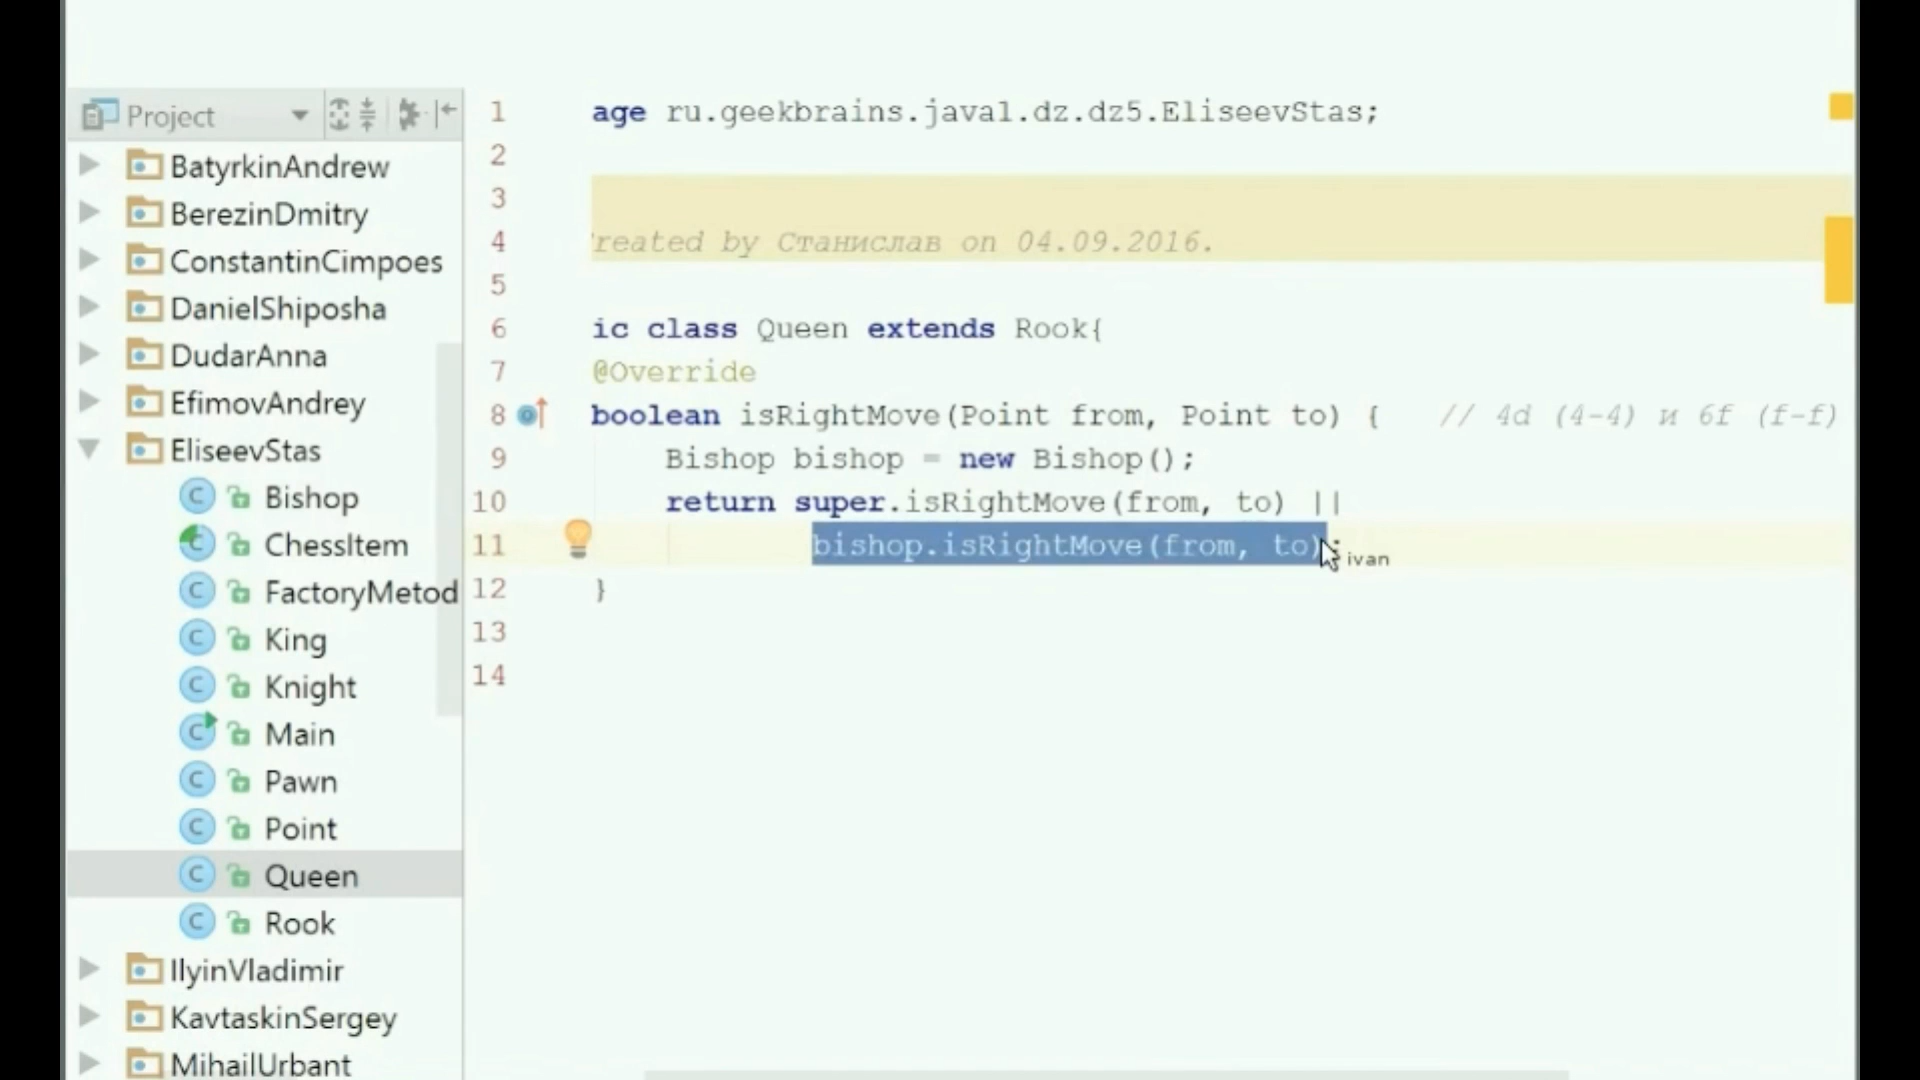 Project
BatyrkinAndrew
BerezinDmitry
ConstantinCimpoes
DanielShiposha
DudarAnna
EfimovAndrey
EliseevStas
C Bishop
C ChessItem
C FactoryMetod
C King
C Knight
C Main
C Pawn
C Point
C Queen
C Rook
IlyinVladimir
KavtaskinSergey
MihailUrbant
1 age ru.geekbrains.java1.dz.dz5.EliseevStas;
2
3
4 reated by Станислав on 04.09.2016.
5
6 ic class Queen extends Rook{
7 @Override
8 boolean isRightMove(Point from, Point to) { // 4d (4-4) и 6f (f-f)
9 Bishop bishop = new Bishop();
10 return super.isRightMove(from, to) ||
11 bishop.isRightMove(from, to);
12 }
13
14
ivan